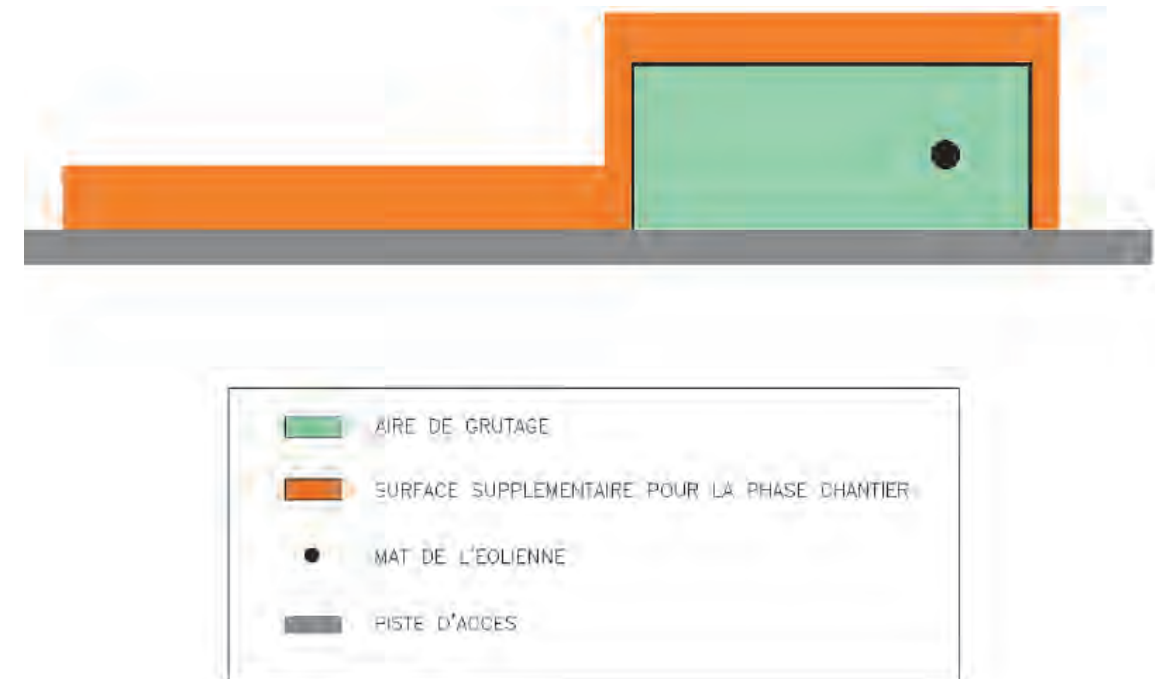 AIRE DE GRUTAGE
SURFACE SUPPLEMENTAIRE POUR LA PHASE CHANTIER
MAT DE L'EOLIENNE
PISTE D'ACCES